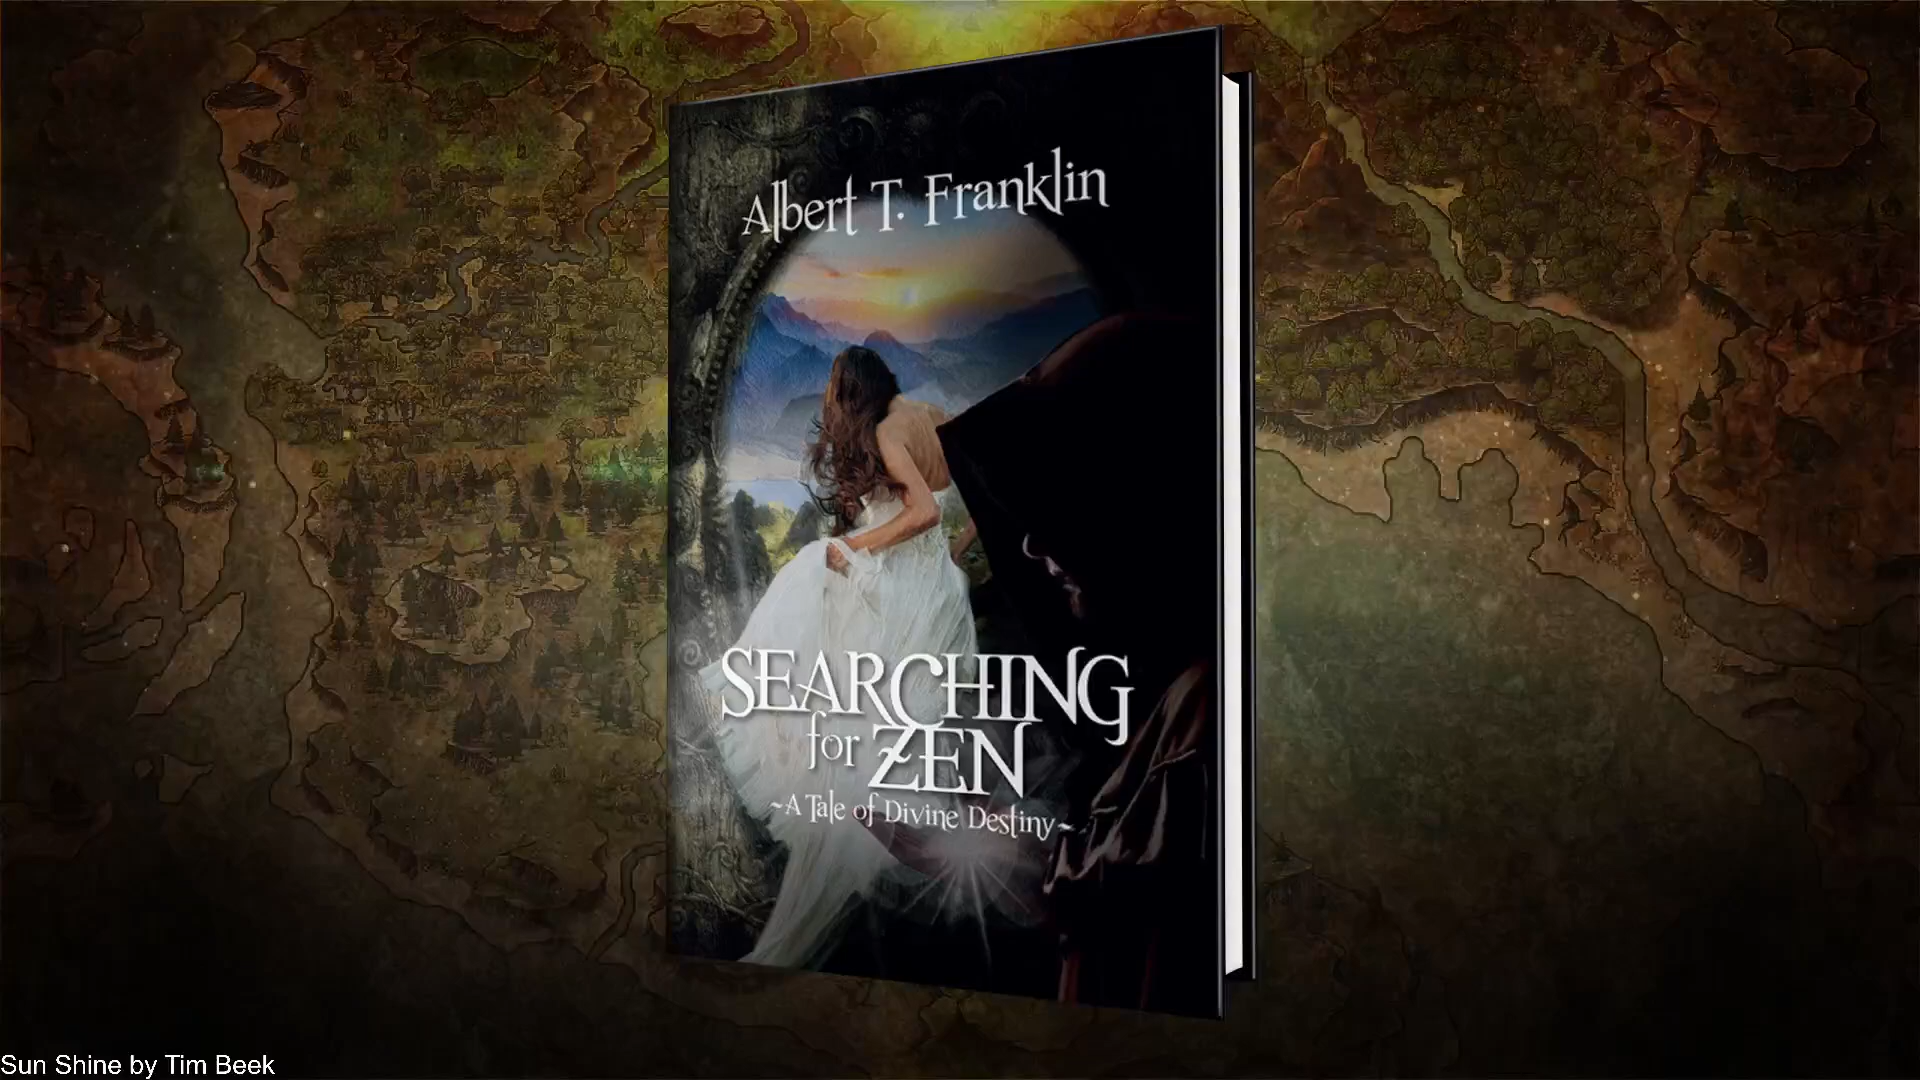 Albert T. Franklin
SEARCHING
for ZEN
~A Tale of Divine Destiny~
Sun Shine by Tim Beek